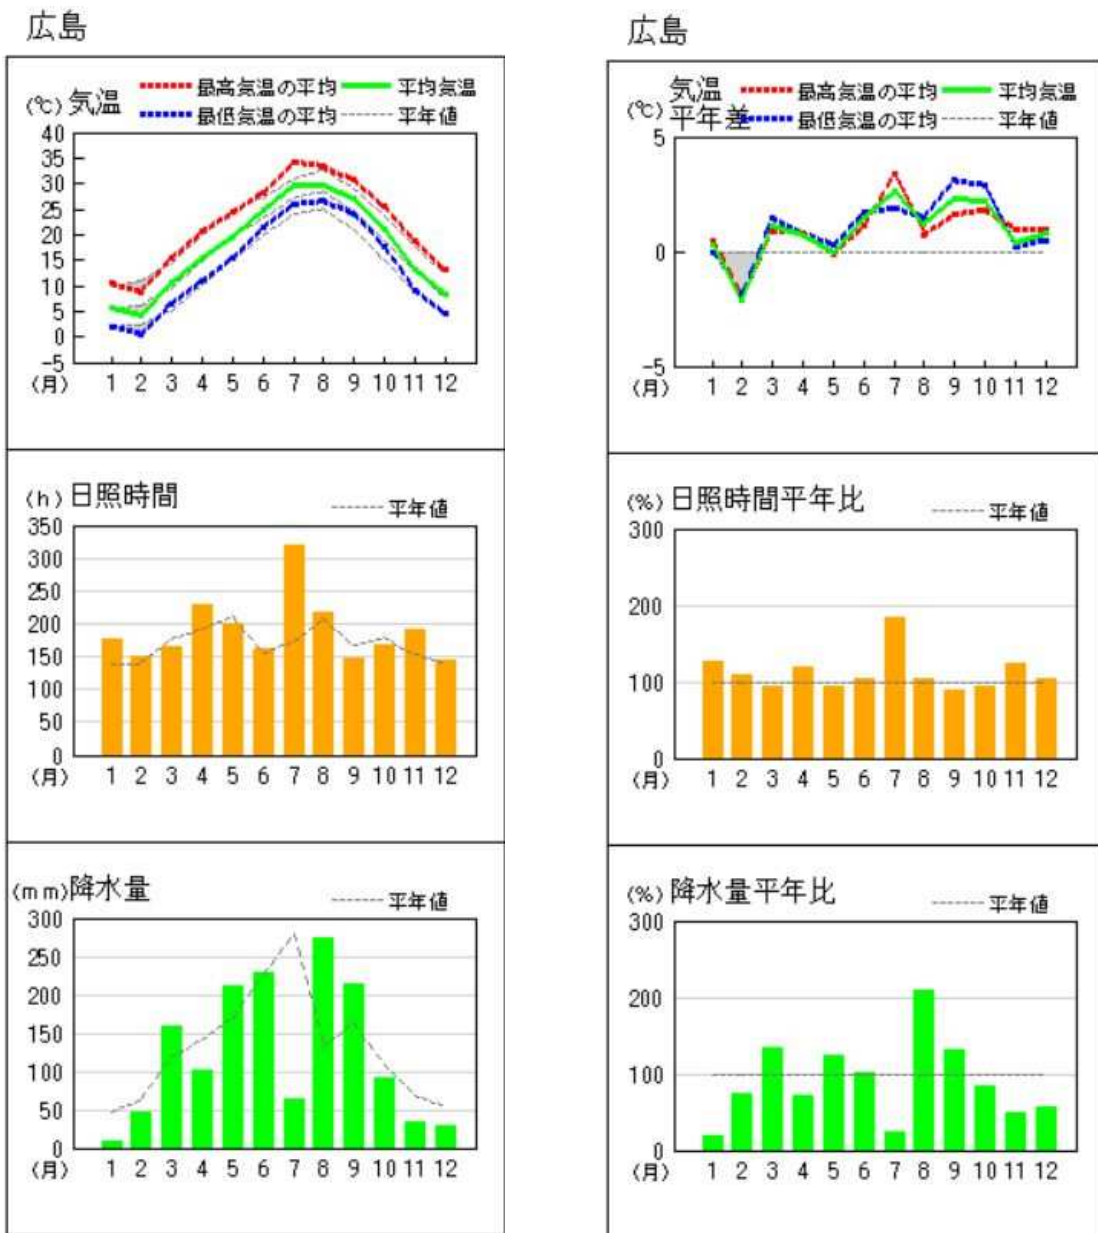 広島
(℃) 気温
最高気温の平均 平均気温
最低気温の平均 平年値
40
35
30
25
20
15
10
5
0
-5
(月) 1 2 3 4 5 6 7 8 9 10 11 12
(h) 日照時間
平年値
350
300
250
200
150
100
50
0
(月) 1 2 3 4 5 6 7 8 9 10 11 12
(mm) 降水量
平年値
300
250
200
150
100
50
0
(月) 1 2 3 4 5 6 7 8 9 10 11 12
広島
気温
(℃) 平年差
最高気温の平均 平均気温
最低気温の平均 平年値
5
0
-5
(月) 1 2 3 4 5 6 7 8 9 10 11 12
(%) 日照時間平年比
平年値
300
200
100
0
(月) 1 2 3 4 5 6 7 8 9 10 11 12
(%) 降水量平年比
平年値
300
200
100
0
(月) 1 2 3 4 5 6 7 8 9 10 11 12